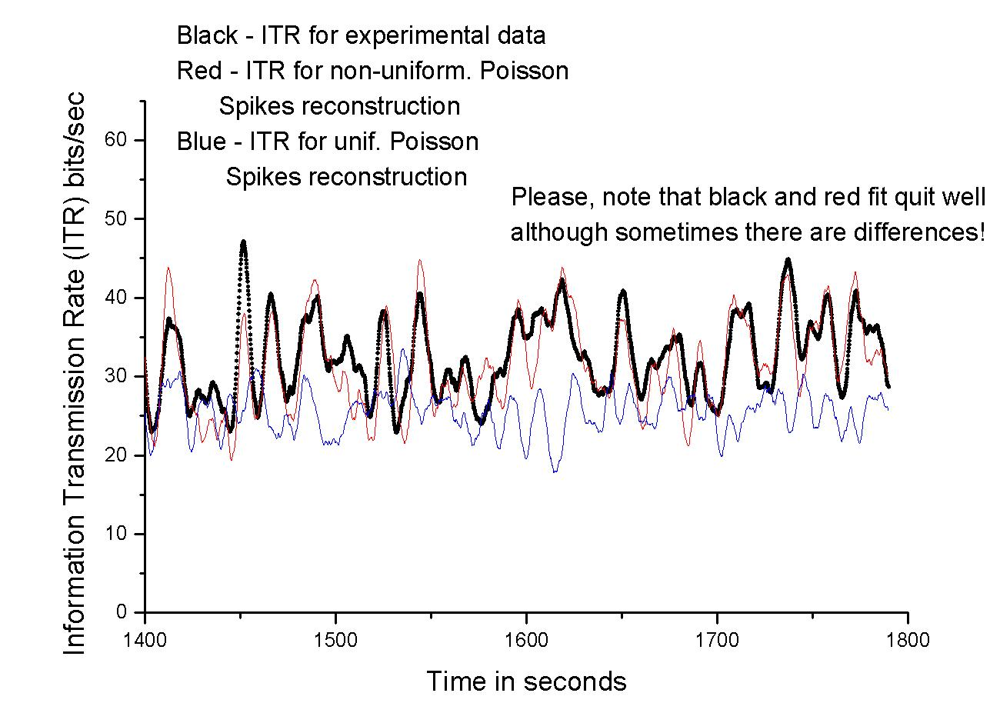 Black - ITR for experimental data
Red - ITR for non-uniform. Poisson
Spikes reconstruction
Blue - ITR for unif. Poisson
Spikes reconstruction
Please, note that black and red fit quit well
although sometimes there are differences!
Information Transmission Rate (ITR) bits/sec
60
50
40
30
20
10
0
1400 1500 1600 1700 1800
Time in seconds